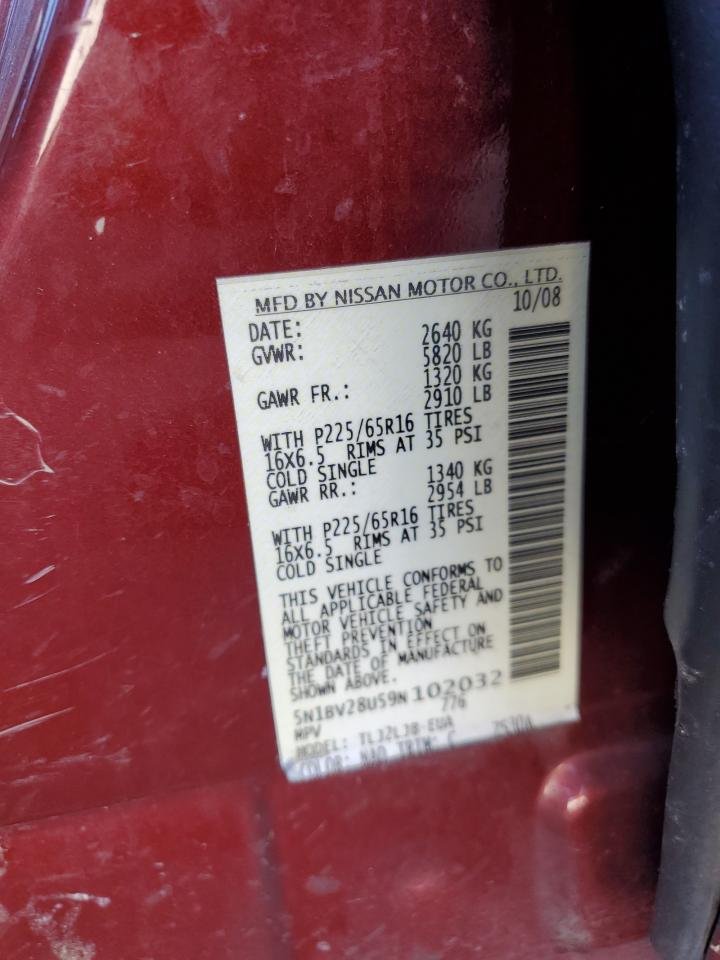 MFD BY NISSAN MOTOR CO., LTD.
DATE: 10/08
GVWR: 2640 KG
5820 LB
GAWR FR.: 1320 KG
2910 LB
WITH P225/65R16 TIRES
16X6.5 RIMS AT 35 PSI
COLD SINGLE
GAWR RR.: 1340 KG
2954 LB
WITH P225/65R16 TIRES
16X6.5 RIMS AT 35 PSI
COLD SINGLE
THIS VEHICLE CONFORMS TO
ALL APPLICABLE FEDERAL
MOTOR VEHICLE SAFETY AND
THEFT PREVENTION
STANDARDS IN EFFECT ON
THE DATE OF MANUFACTURE
SHOWN ABOVE.
5N1BV28U59N102032
MPV 776
MODEL: TLJ2LJB-EUA
COLOR: NAD TRIM: C 7S30A